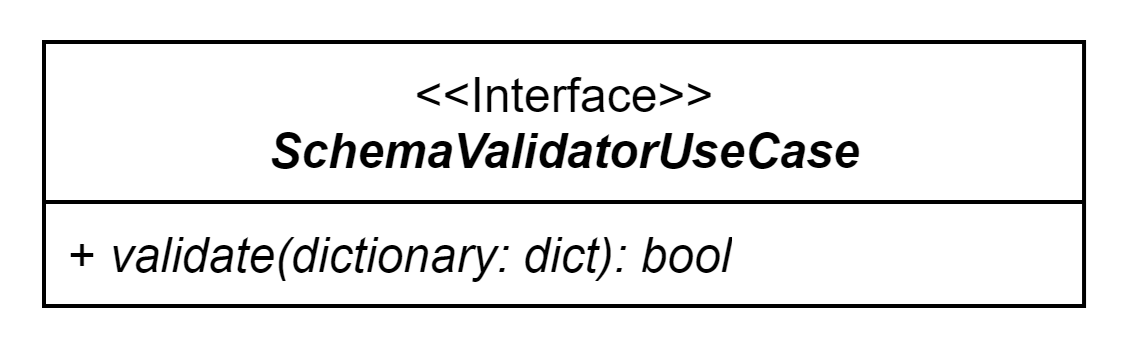 <<Interface>>
SchemaValidatorUseCase
+ validate(dictionary: dict): bool